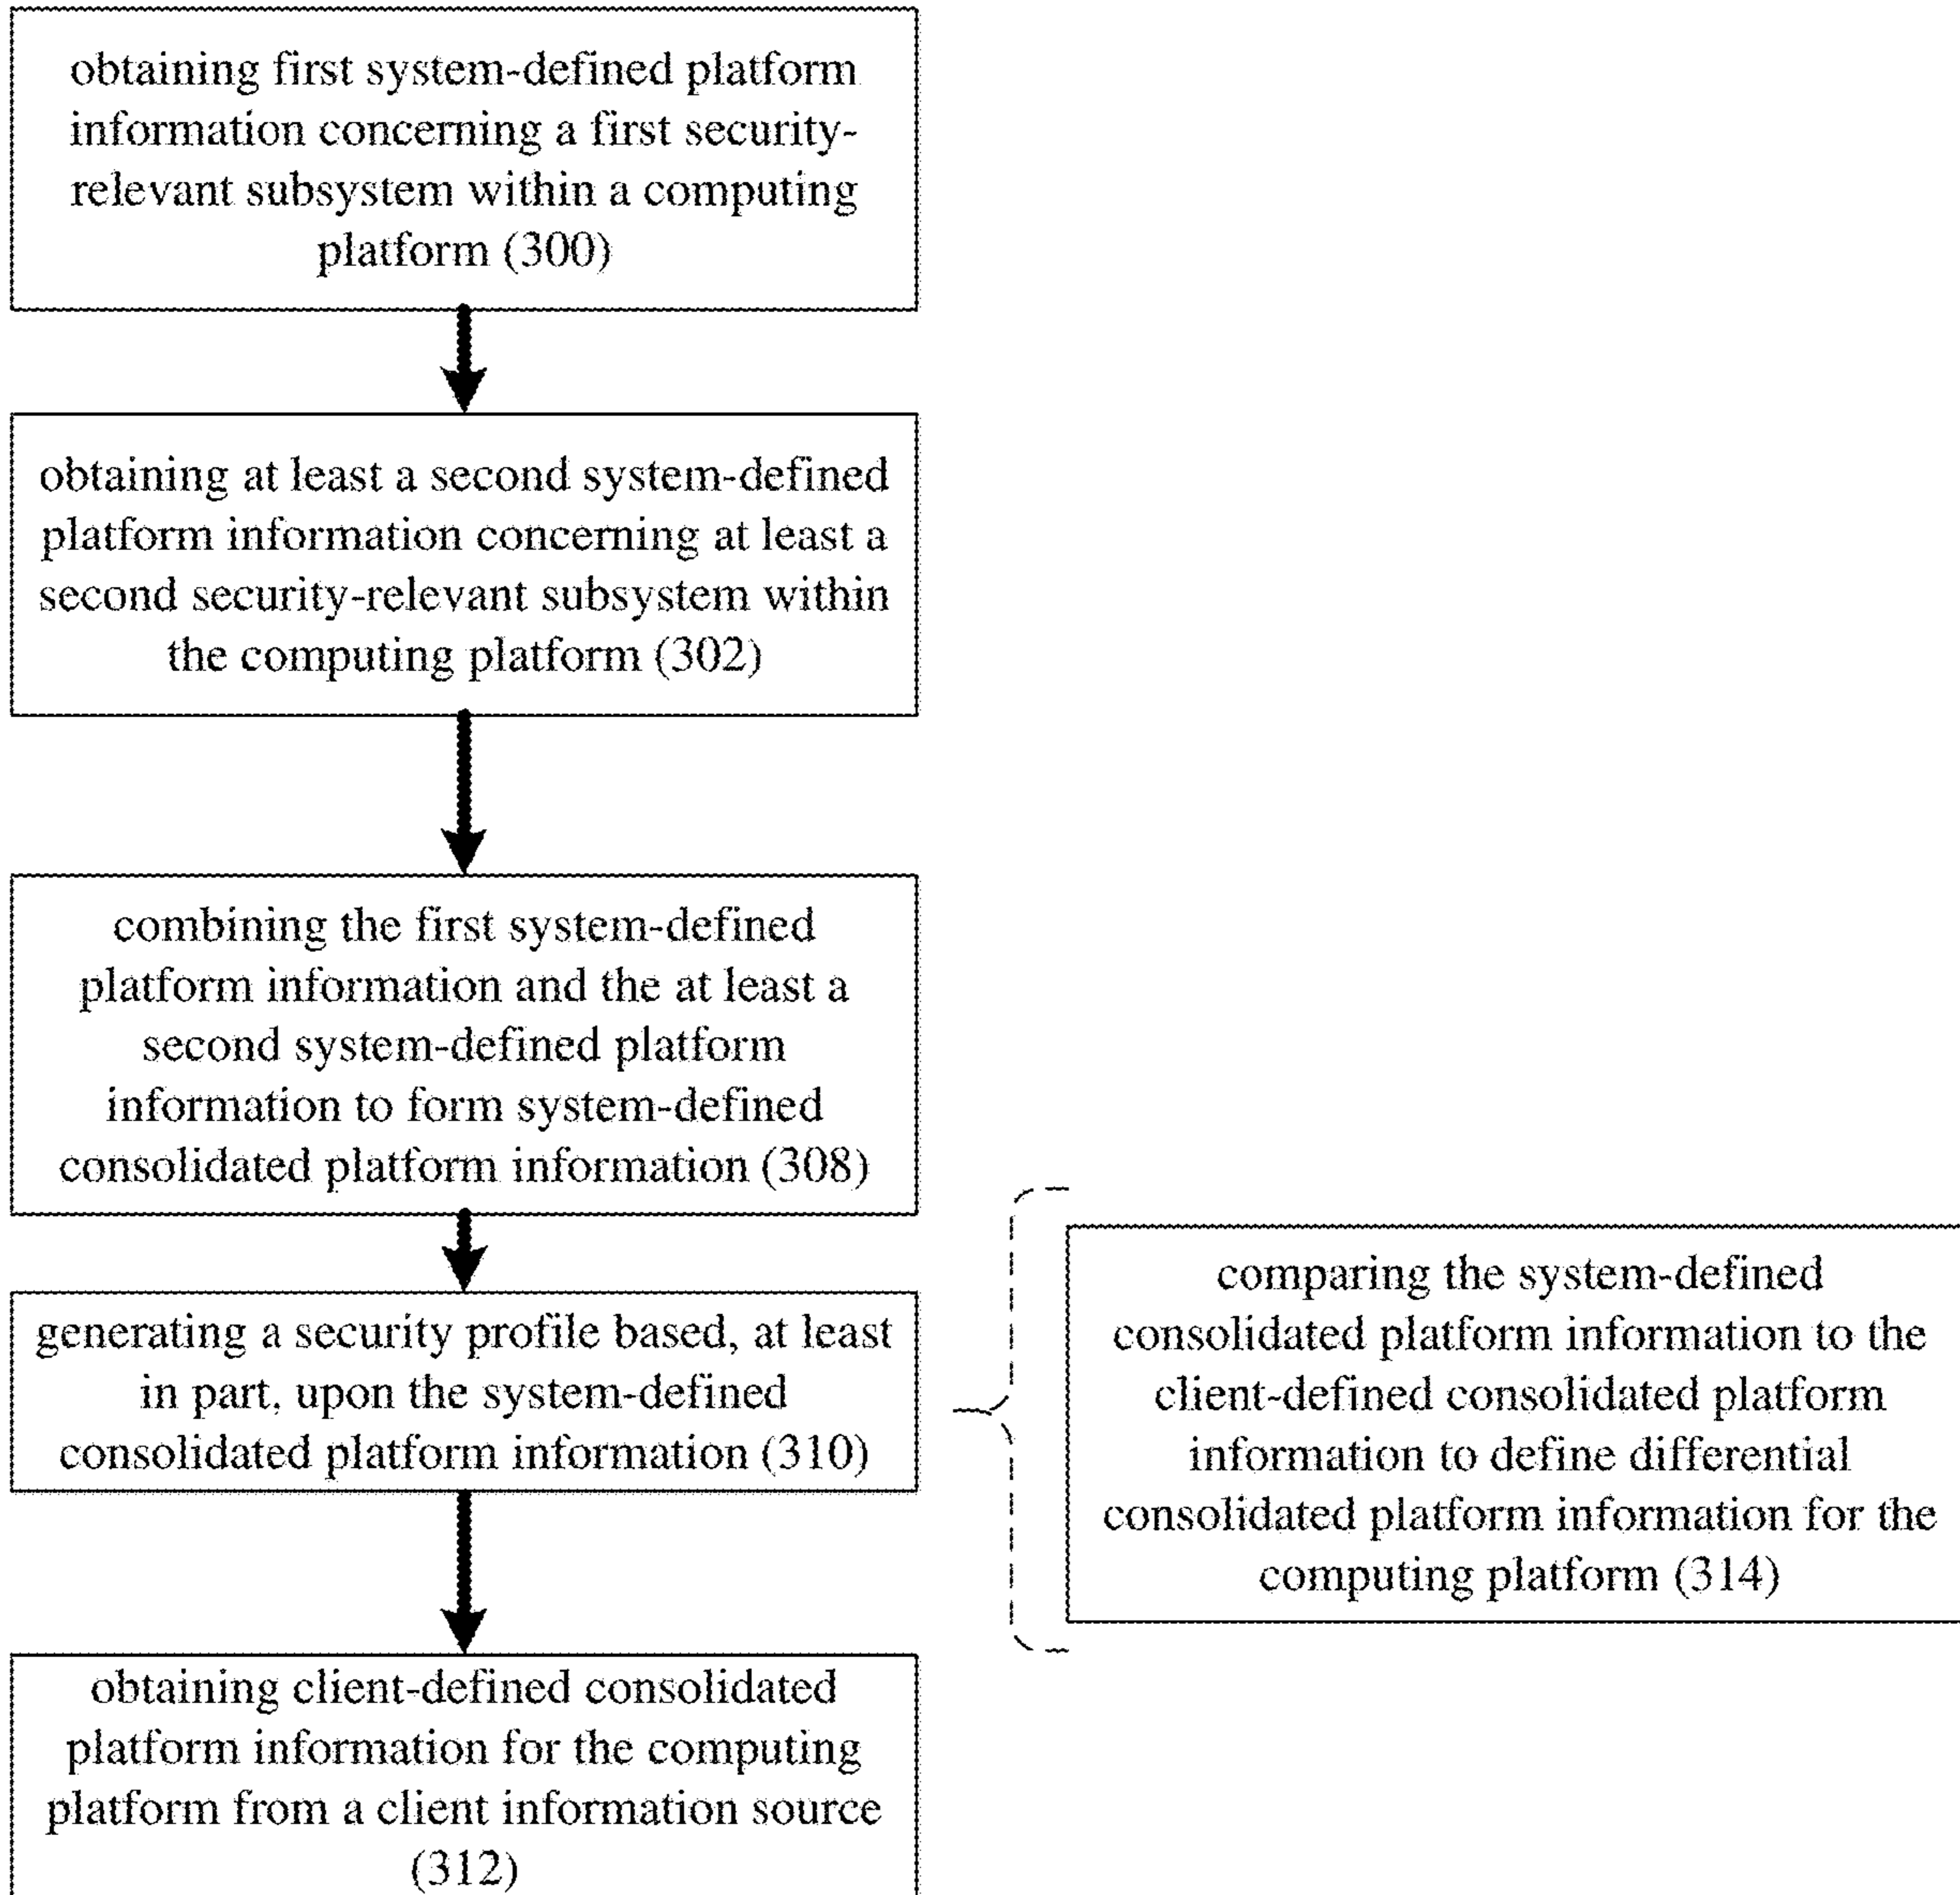 obtaining first system-defined platform
information concerning a first security-
relevant subsystem within a computing
platform (300)
obtaining at least a second system-defined
platform information concerning at least a
second security-relevant subsystem within
the computing platform (302)
combining the first system-defined
platform information and the at least a
second system-defined platform
information to form system-defined
consolidated platform information (308)
generating a security profile based, at least
in part, upon the system-defined
consolidated platform information (310)
comparing the system-defined
consolidated platform information to the
client-defined consolidated platform
information to define differential
consolidated platform information for the
computing platform (314)
obtaining client-defined consolidated
platform information for the computing
platform from a client information source
(312)